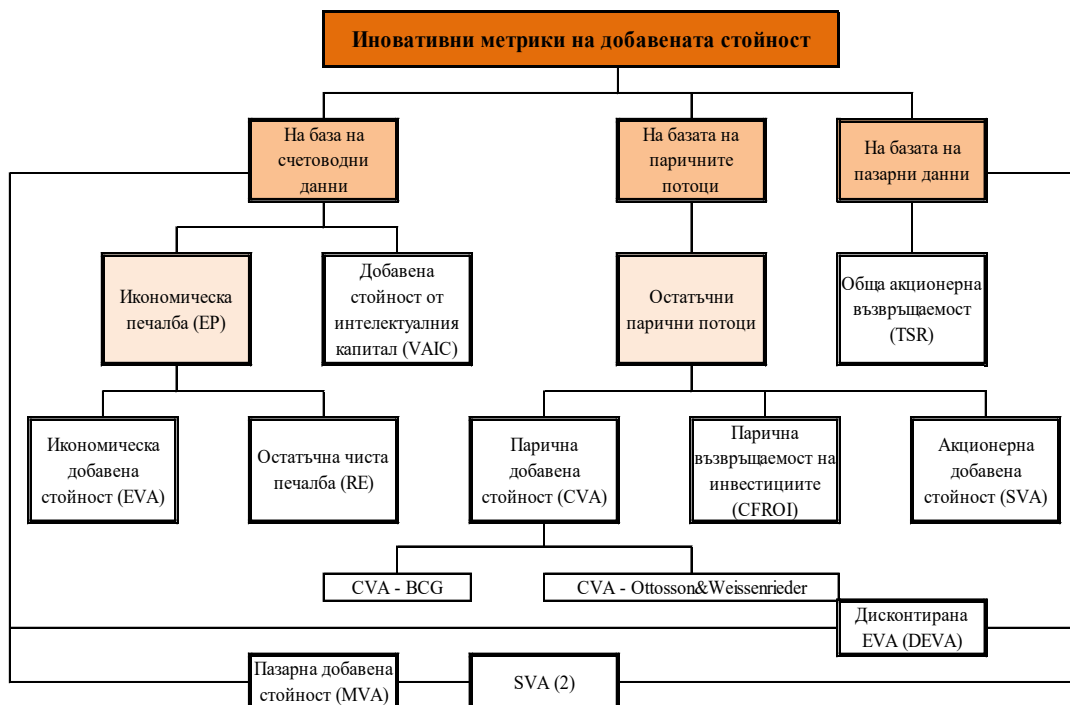 Иновативни метрики на добавената стойност
На база на
счетоводни
данни
На базата на
паричните
потоци
На базата на
пазарни данни
Икономическа
печалба (EP)
Добавена
стойност от
интелектуалния
капитал (VAIC)
Остатъчни
парични потоци
Обща акционерна
възвръщаемост
(TSR)
Икономическа
добавена
стойност (EVA)
Остатъчна чиста
печалба (RE)
Парична
добавена
стойност (CVA)
Парична
възвръщаемост на
инвестициите
(CFROI)
Акционерна
добавена
стойност (SVA)
CVA - BCG
CVA - Ottosson&Weissenrieder
Дисконтирана
EVA (DEVA)
Пазарна добавена
стойност (MVA)
SVA (2)